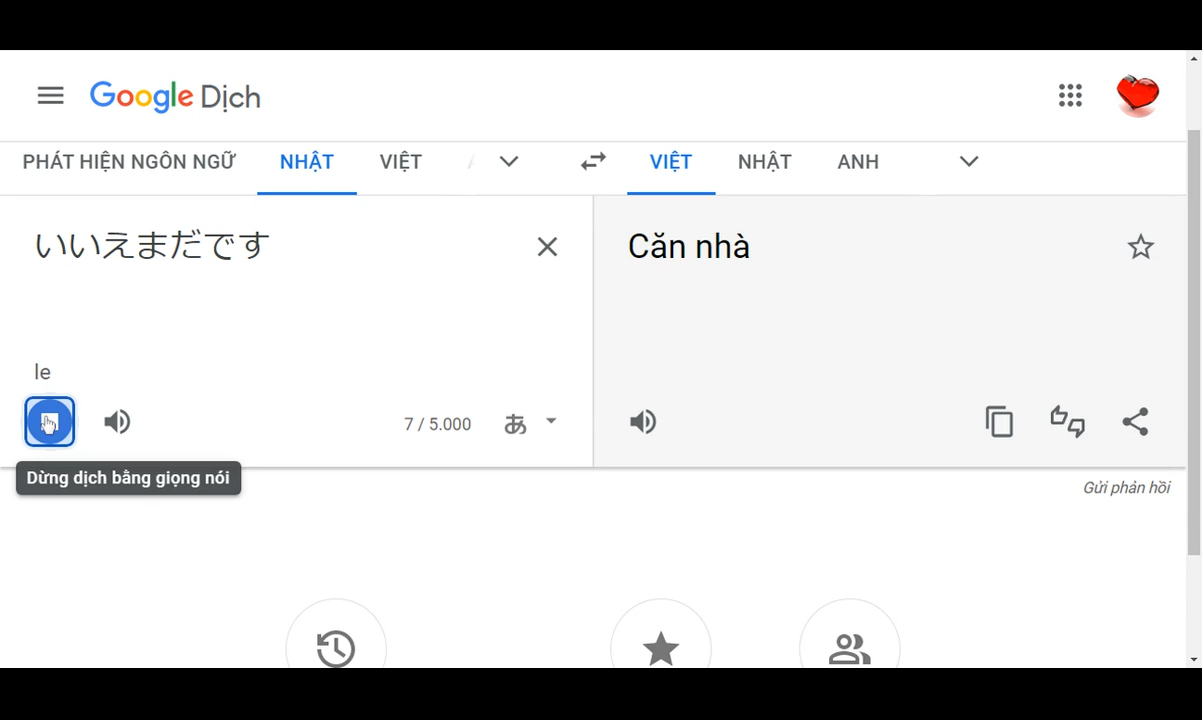 Google Dịch
PHÁT HIỆN NGÔN NGỮ NHẬT VIỆT
VIỆT NHẬT ANH
いいえまだです
Căn nhà
le
7 / 5.000 あ
Dừng dịch bằng giọng nói
Gửi phản hồi